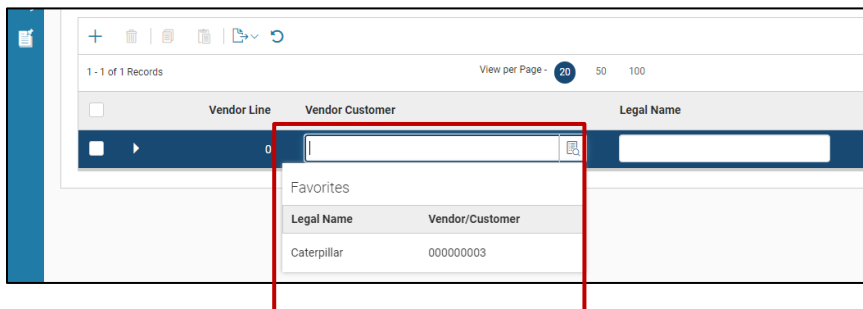 1 - 1 of 1 Records View per Page - 20 50 100
Vendor Line Vendor Customer Legal Name
0
Favorites
Legal Name Vendor/Customer
Caterpillar 000000003